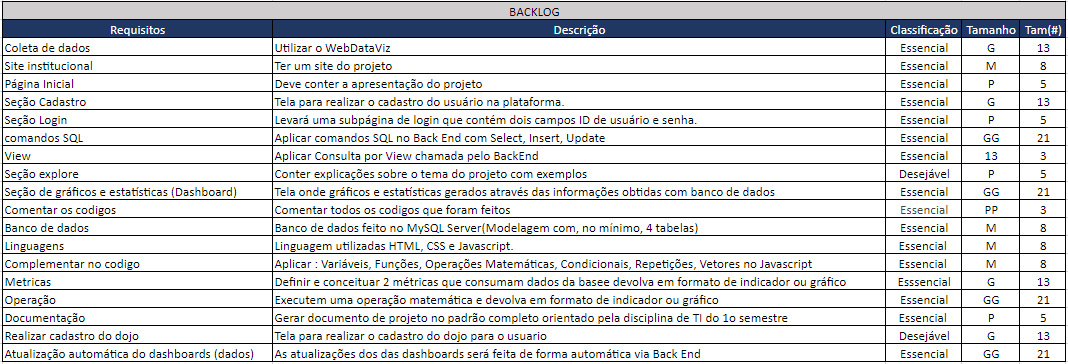 BACKLOG
Requisitos Descrição Classificação Tamanho Tam(#)
Coleta de dados Utilizar o WebDataViz Essencial G 13
Site institucional Ter um site do projeto Essencial M 8
Página Inicial Deve conter a apresentação do projeto Essencial P 5
Seção Cadastro Tela para realizar o cadastro do usuário na plataforma. Essencial G 13
Seção Login Levará uma subpágina de login que contém dois campos ID de usuário e senha. Essencial P 5
comandos SQL Aplicar comandos SQL no Back End com Select, Insert, Update Essencial GG 21
View Aplicar Consulta por View chamada pelo BackEnd Essencial 13 3
Seção explore Conter explicações sobre o tema do projeto com exemplos Desejável P 5
Seção de gráficos e estatísticas (Dashboard) Tela onde gráficos e estatísticas gerados através das informações obtidas com banco de dados Essencial GG 21
Comentar os codigos Comentar todos os codigos que foram feitos Essencial PP 3
Banco de dados Banco de dados feito no MySQL Server(Modelagem com, no mínimo, 4 tabelas) Essencial M 8
Linguagens Linguagem utilizadas HTML, CSS e Javascript. Essencial M 8
Complementar no codigo Aplicar : Variáveis, Funções, Operações Matemáticas, Condicionais, Repetições, Vetores no Javascript Essencial M 8
Metricas Definir e conceituar 2 métricas que consumam dados da basee devolva em formato de indicador ou gráfico Esssencial G 13
Operação Executem uma operação matemática e devolva em formato de indicador ou gráfico Essencial GG 21
Documentação Gerar documento de projeto no padrão completo orientado pela disciplina de TI do 1o semestre Essencial P 5
Realizar cadastro do dojo Tela para realizar o cadastro do dojo para o usuario Desejável G 13
Atualização automática do dashboards (dados) As atualizações dos das dashboards será feita de forma automática via Back End Essencial GG 21